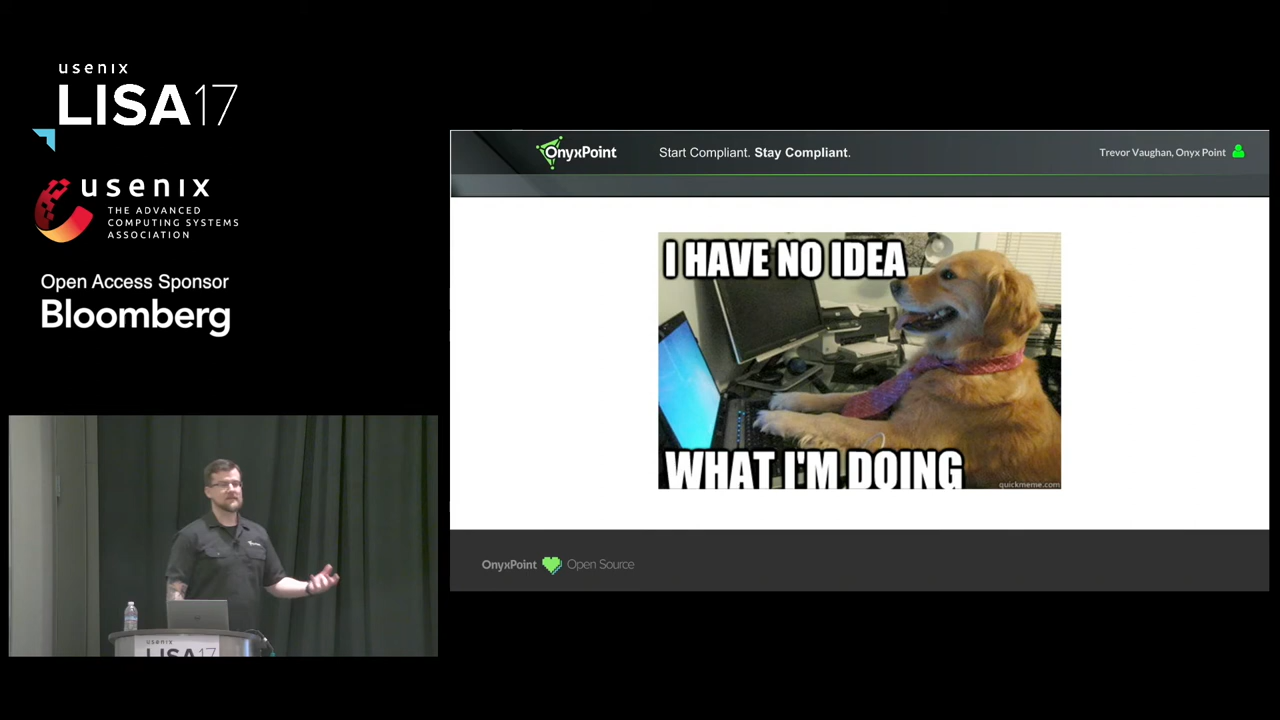 usenix
LISA17
usenix
THE ADVANCED
COMPUTING SYSTEMS
ASSOCIATION
Open Access Sponsor
Bloomberg
OnyxPoint
Start Compliant. Stay Compliant.
Trevor Vaughan, Onyx Point
I HAVE NO IDEA
WHAT I'M DOING
quickmeme.com
OnyxPoint
Open Source
usenix
LISA17